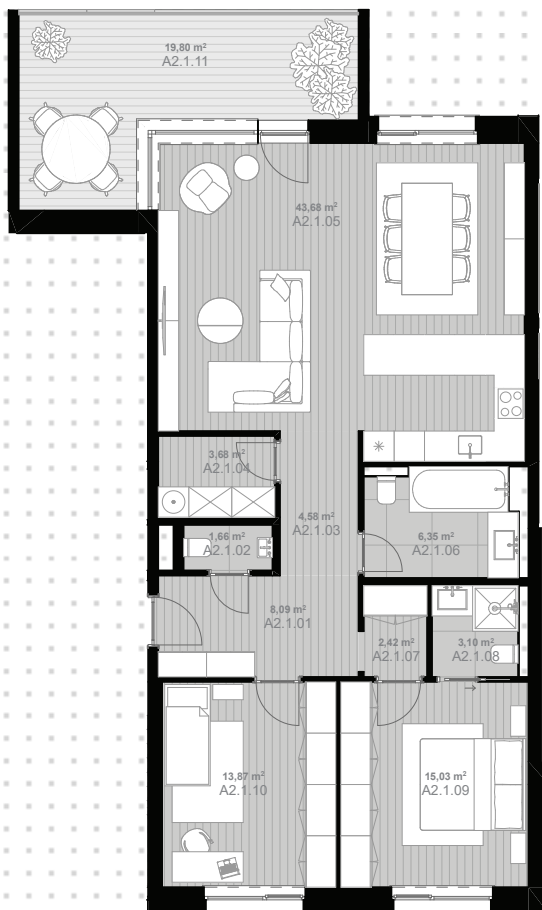 19,80 m²
A2.1.11
43,68 m²
A2.1.05
3,68 m²
A2.1.04
4,58 m²
A2.1.03
1,66 m²
A2.1.02
6,35 m²
A2.1.06
8,09 m²
A2.1.01
2,42 m²
A2.1.07
3,10 m²
A2.1.08
13,87 m²
A2.1.10
15,03 m²
A2.1.09